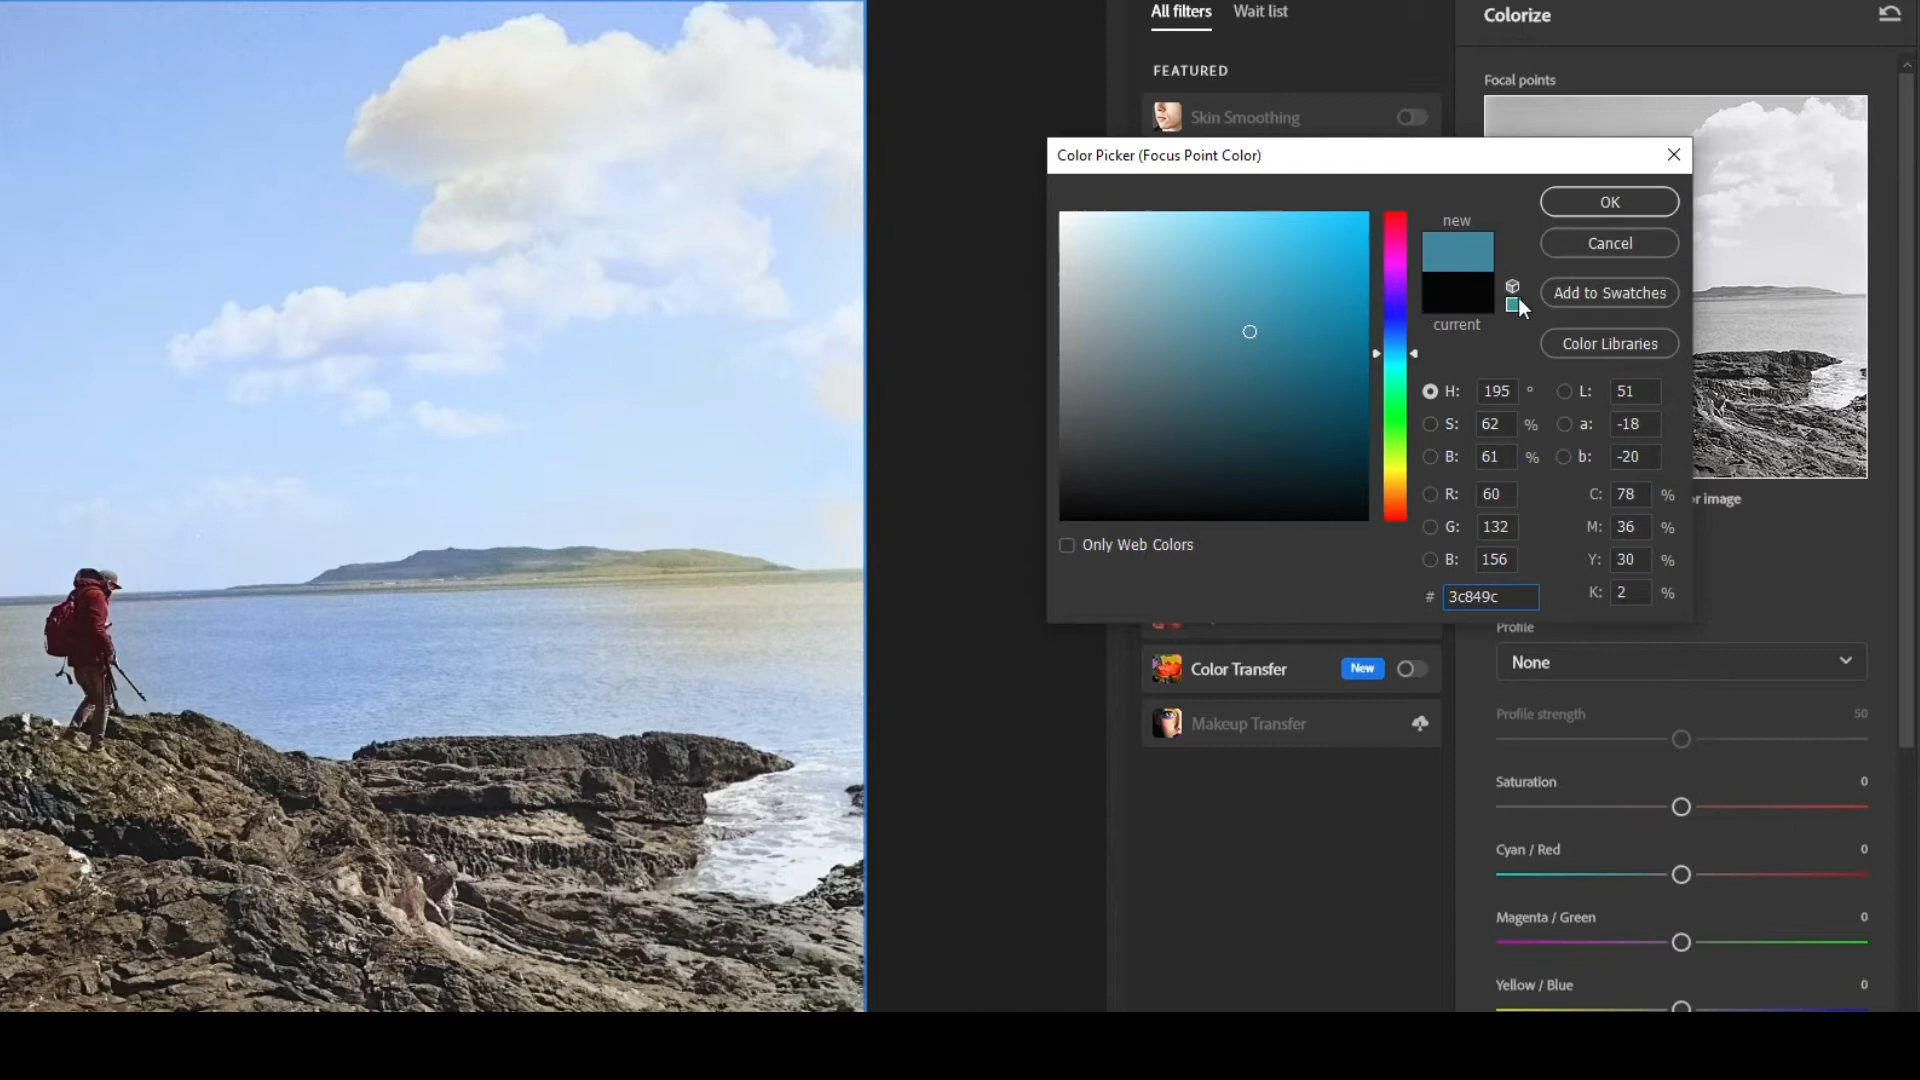 All filters
Wait list
FEATURED
Skin Smoothing
Color Transfer
New
Makeup Transfer
Colorize
Focal points
Color Picker (Focus Point Color)
new
current
OK
Cancel
Add to Swatches
Color Libraries
H: 195 °
S: 62 %
B: 61 %
R: 60
G: 132
B: 156
# 3c849c
L: 51
a: -18
b: -20
C: 78 %
M: 36 %
Y: 30 %
K: 2 %
Only Web Colors
image
Profile
None
Profile strength 50
Saturation 0
Cyan / Red 0
Magenta / Green 0
Yellow / Blue 0